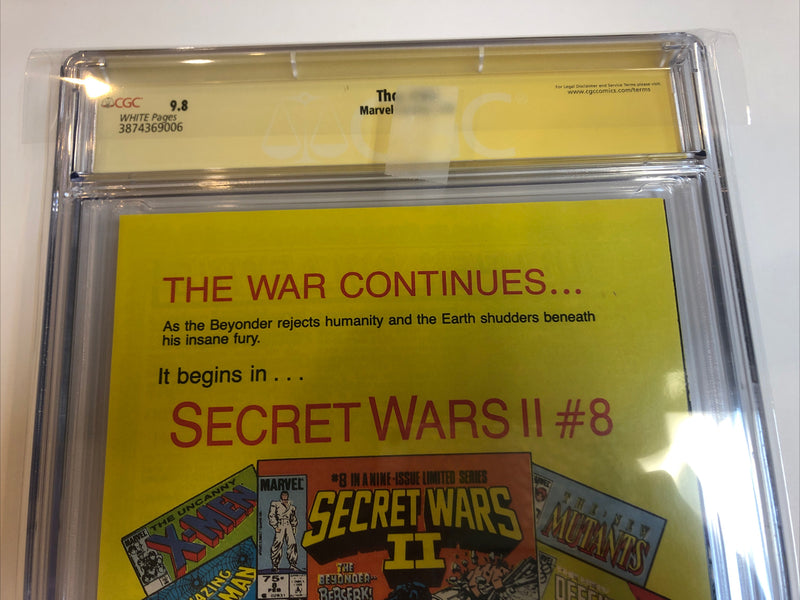 CGC 9.8
WHITE Pages
3874369006
Marvel
For Legal Disclaimer and Service Terms please visit:
www.cgccomics.com/terms
CGC
THE WAR CONTINUES...
As the Beyonder rejects humanity and the Earth shudders beneath
his insane fury.
It begins in . . .
SECRET WARS II #8
THE UNCANNY
X-MEN
MARVEL
75¢
8
FEB
#8 IN A NINE-ISSUE LIMITED SERIES
SECRET WARS
II
THE
BEYONDER--
BERSERK!
THE NEW
MUTANTS